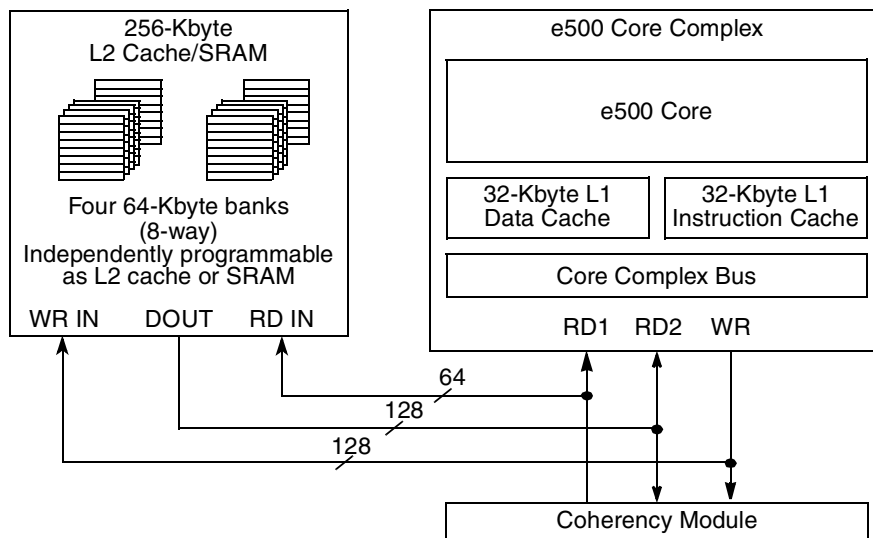 256-Kbyte
L2 Cache/SRAM
Four 64-Kbyte banks
(8-way)
Independently programmable
as L2 cache or SRAM
WR IN
DOUT
RD IN
e500 Core Complex
e500 Core
32-Kbyte L1
Data Cache
32-Kbyte L1
Instruction Cache
Core Complex Bus
RD1
RD2
WR
64
128
128
Coherency Module